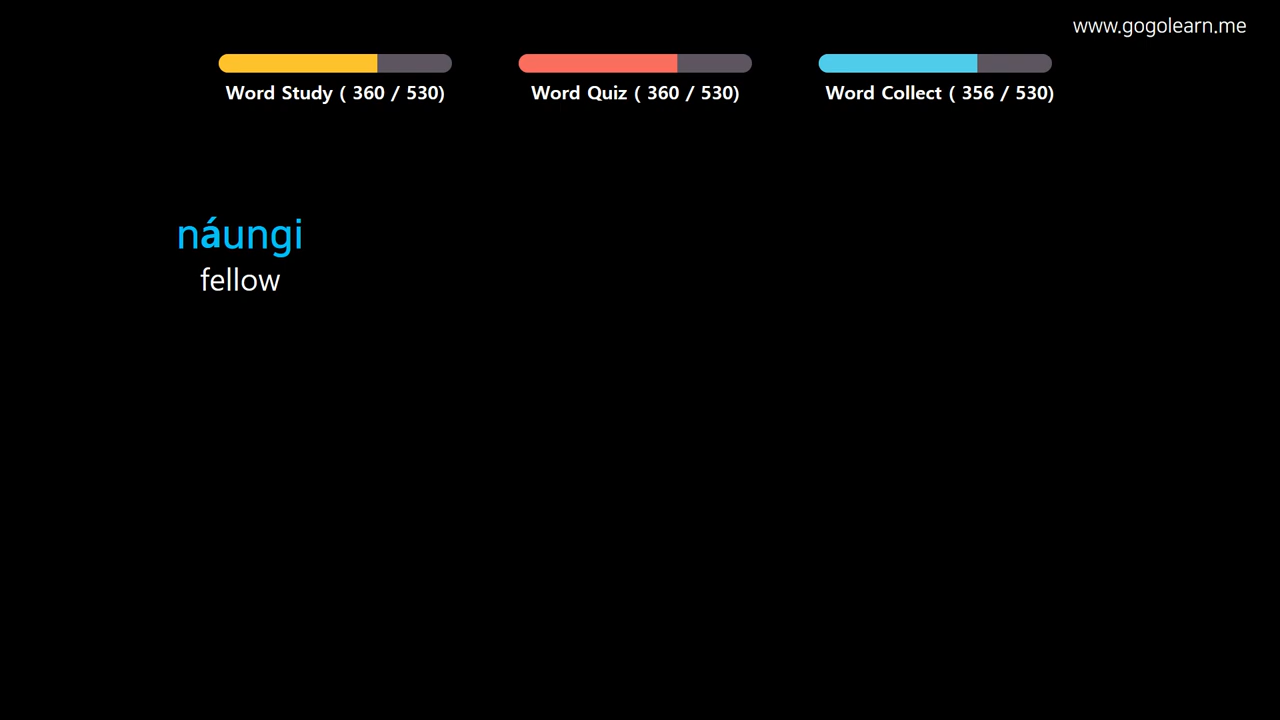 www.gogolearn.me
Word Study ( 360 / 530)
Word Quiz ( 360 / 530)
Word Collect ( 356 / 530)
náungi
fellow